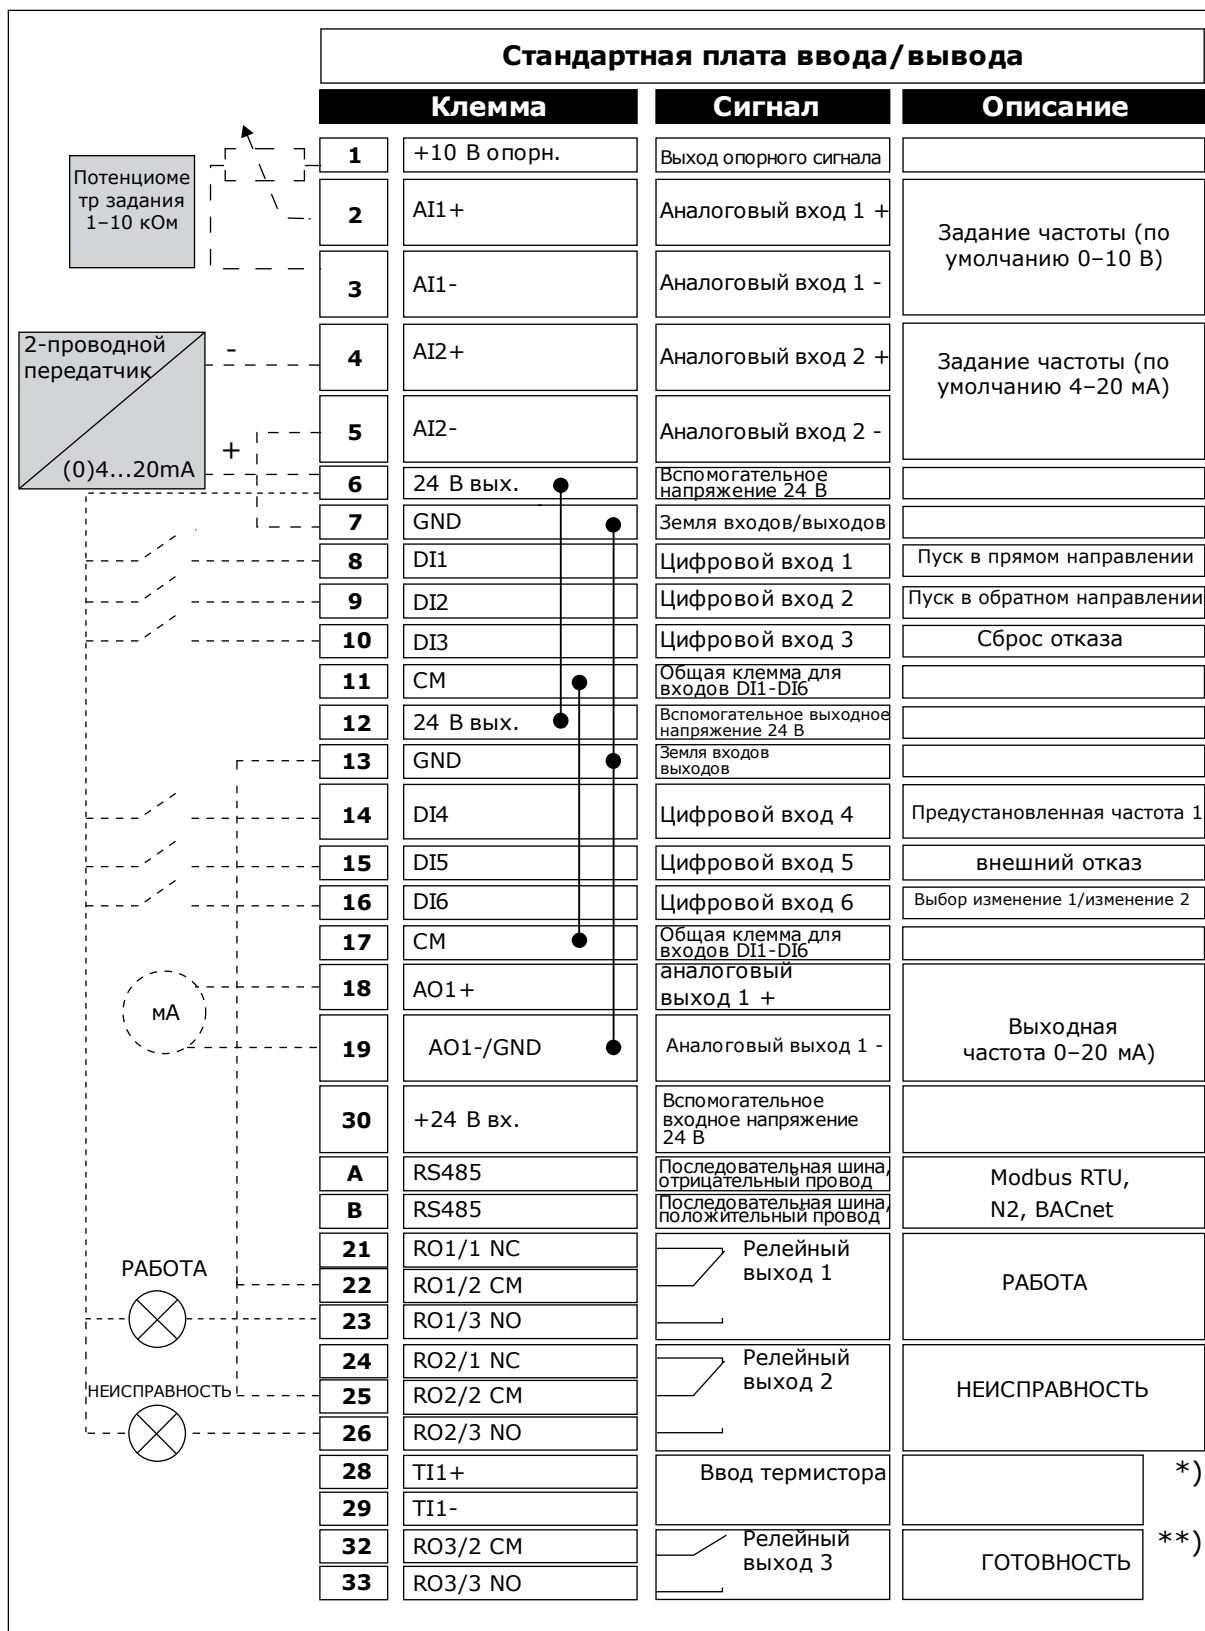 Стандартная плата ввода/вывода
Клемма Сигнал Описание
Потенциоме
тр задания
1–10 кОм
1 +10 В опорн. Выход опорного сигнала
2 AI1+ Аналоговый вход 1 +
3 AI1- Аналоговый вход 1 -
Задание частоты (по
умолчанию 0–10 В)
2-проводной
передатчик
-
+
(0)4...20mA
4 AI2+ Аналоговый вход 2 +
5 AI2- Аналоговый вход 2 -
Задание частоты (по
умолчанию 4–20 мА)
6 24 В вых. Вспомогательное
напряжение 24 В
7 GND Земля входов/выходов
8 DI1 Цифровой вход 1 Пуск в прямом направлении
9 DI2 Цифровой вход 2 Пуск в обратном направлении
10 DI3 Цифровой вход 3 Сброс отказа
11 CM Общая клемма для
входов DI1-DI6
12 24 В вых. Вспомогательное выходное
напряжение 24 В
13 GND Земля входов
выходов
14 DI4 Цифровой вход 4 Предустановленная частота 1
15 DI5 Цифровой вход 5 внешний отказ
16 DI6 Цифровой вход 6 Выбор изменение 1/изменение 2
17 CM Общая клемма для
входов DI1-DI6
мА
18 AO1+ аналоговый
выход 1 +
19 AO1-/GND Аналоговый выход 1 -
Выходная
частота 0–20 мА)
30 +24 В вх. Вспомогательное
входное напряжение
24 В
A RS485 Последовательная шина,
отрицательный провод
B RS485 Последовательная шина,
положительный провод
Modbus RTU,
N2, BACnet
РАБОТА
21 RO1/1 NC Релейный
выход 1
22 RO1/2 CM РАБОТА
23 RO1/3 NO
НЕИСПРАВНОСТЬ
24 RO2/1 NC Релейный
выход 2
25 RO2/2 CM НЕИСПРАВНОСТЬ
26 RO2/3 NO
28 TI1+ Ввод термистора *)
29 TI1-
32 RO3/2 CM Релейный
выход 3
ГОТОВНОСТЬ **)
33 RO3/3 NO